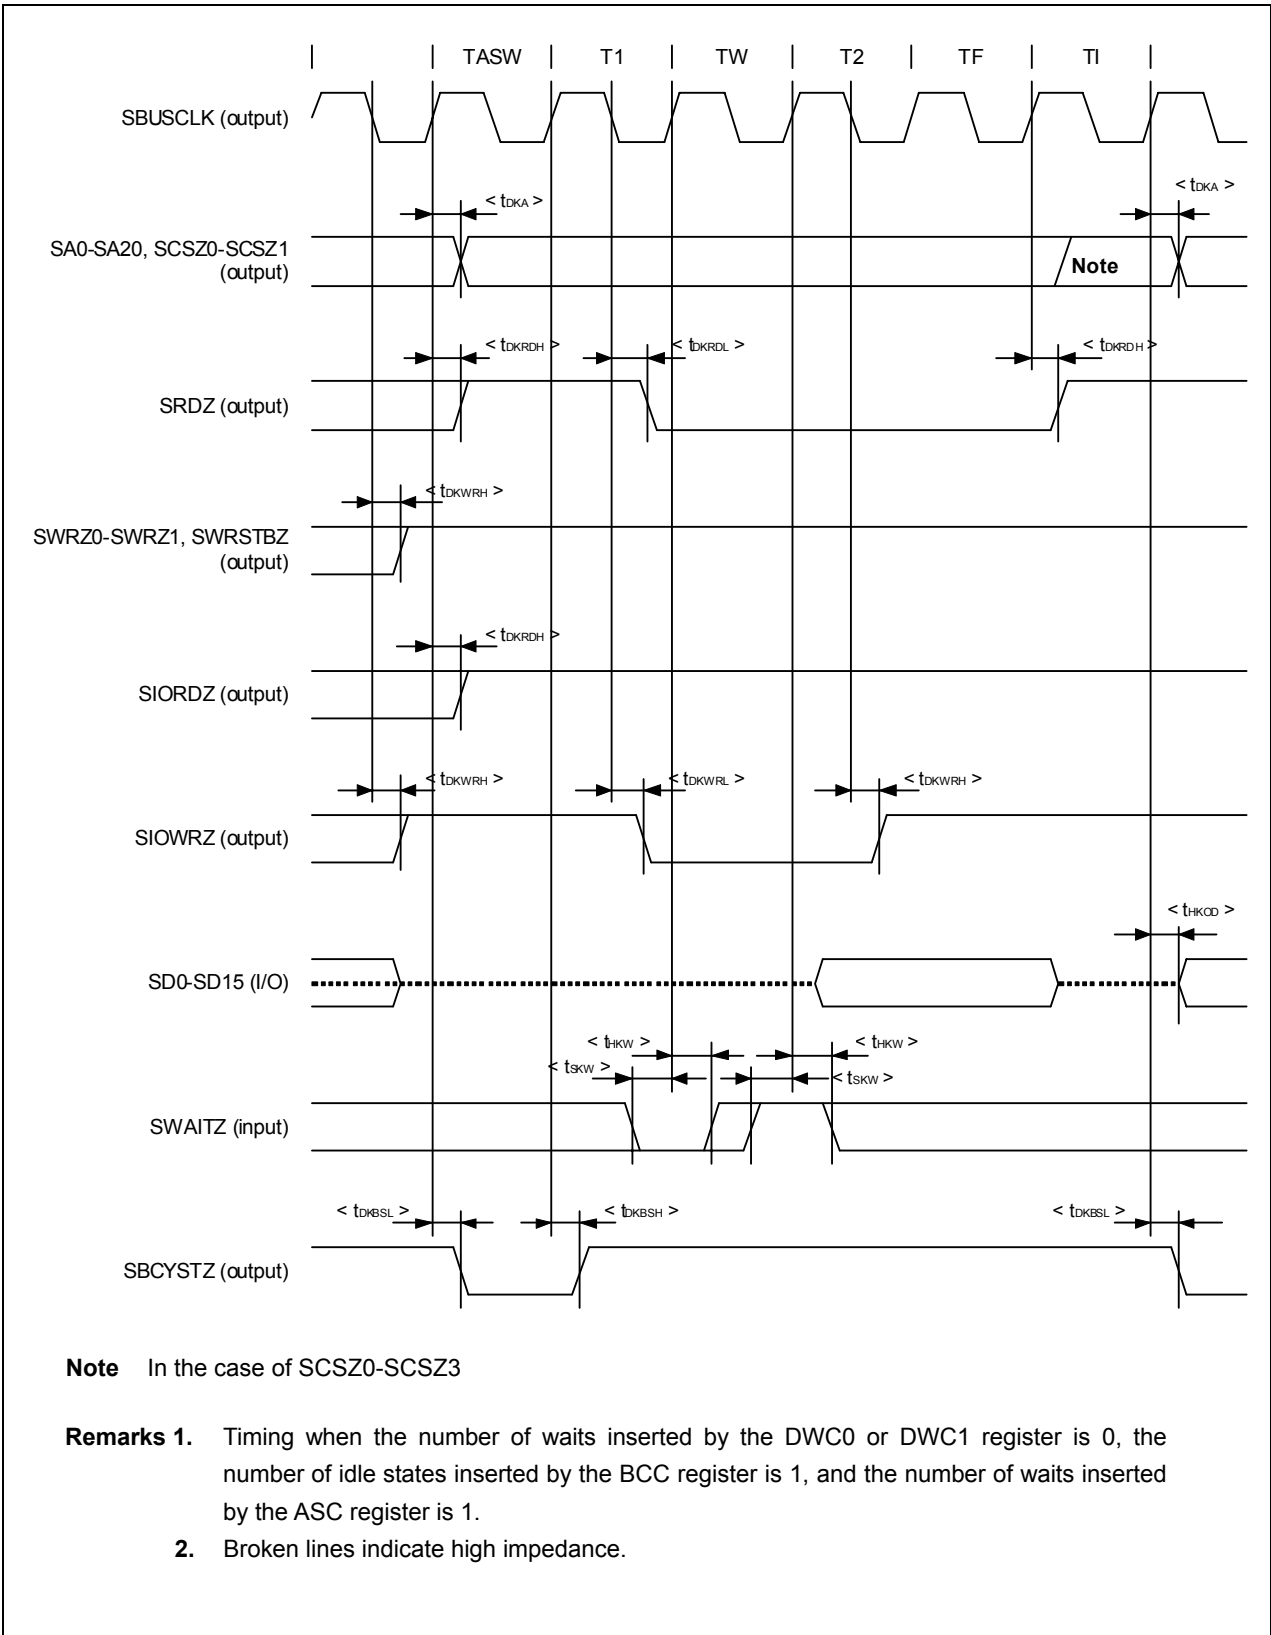 TASW T1 TW T2 TF TI
SBUSCLK (output)
< tDKA > < tDKA >
SA0-SA20, SCSZ0-SCSZ1
(output)
Note
< tDKRDH > < tDKRDL > < tDKRDH >
SRDZ (output)
< tDKWRH >
SWRZ0-SWRZ1, SWRSTBZ
(output)
< tDKRDH >
SIORDZ (output)
< tDKWRH > < tDKWRL > < tDKWRH >
SIOWRZ (output)
< tHKOD >
SD0-SD15 (I/O)
< tHKW > < tHKW >
< tSKW > < tSKW >
SWAITZ (input)
< tDKBSL > < tDKBSH > < tDKBSL >
SBCYSTZ (output)
Note In the case of SCSZ0-SCSZ3
Remarks 1. Timing when the number of waits inserted by the DWC0 or DWC1 register is 0, the
number of idle states inserted by the BCC register is 1, and the number of waits inserted
by the ASC register is 1.
2. Broken lines indicate high impedance.